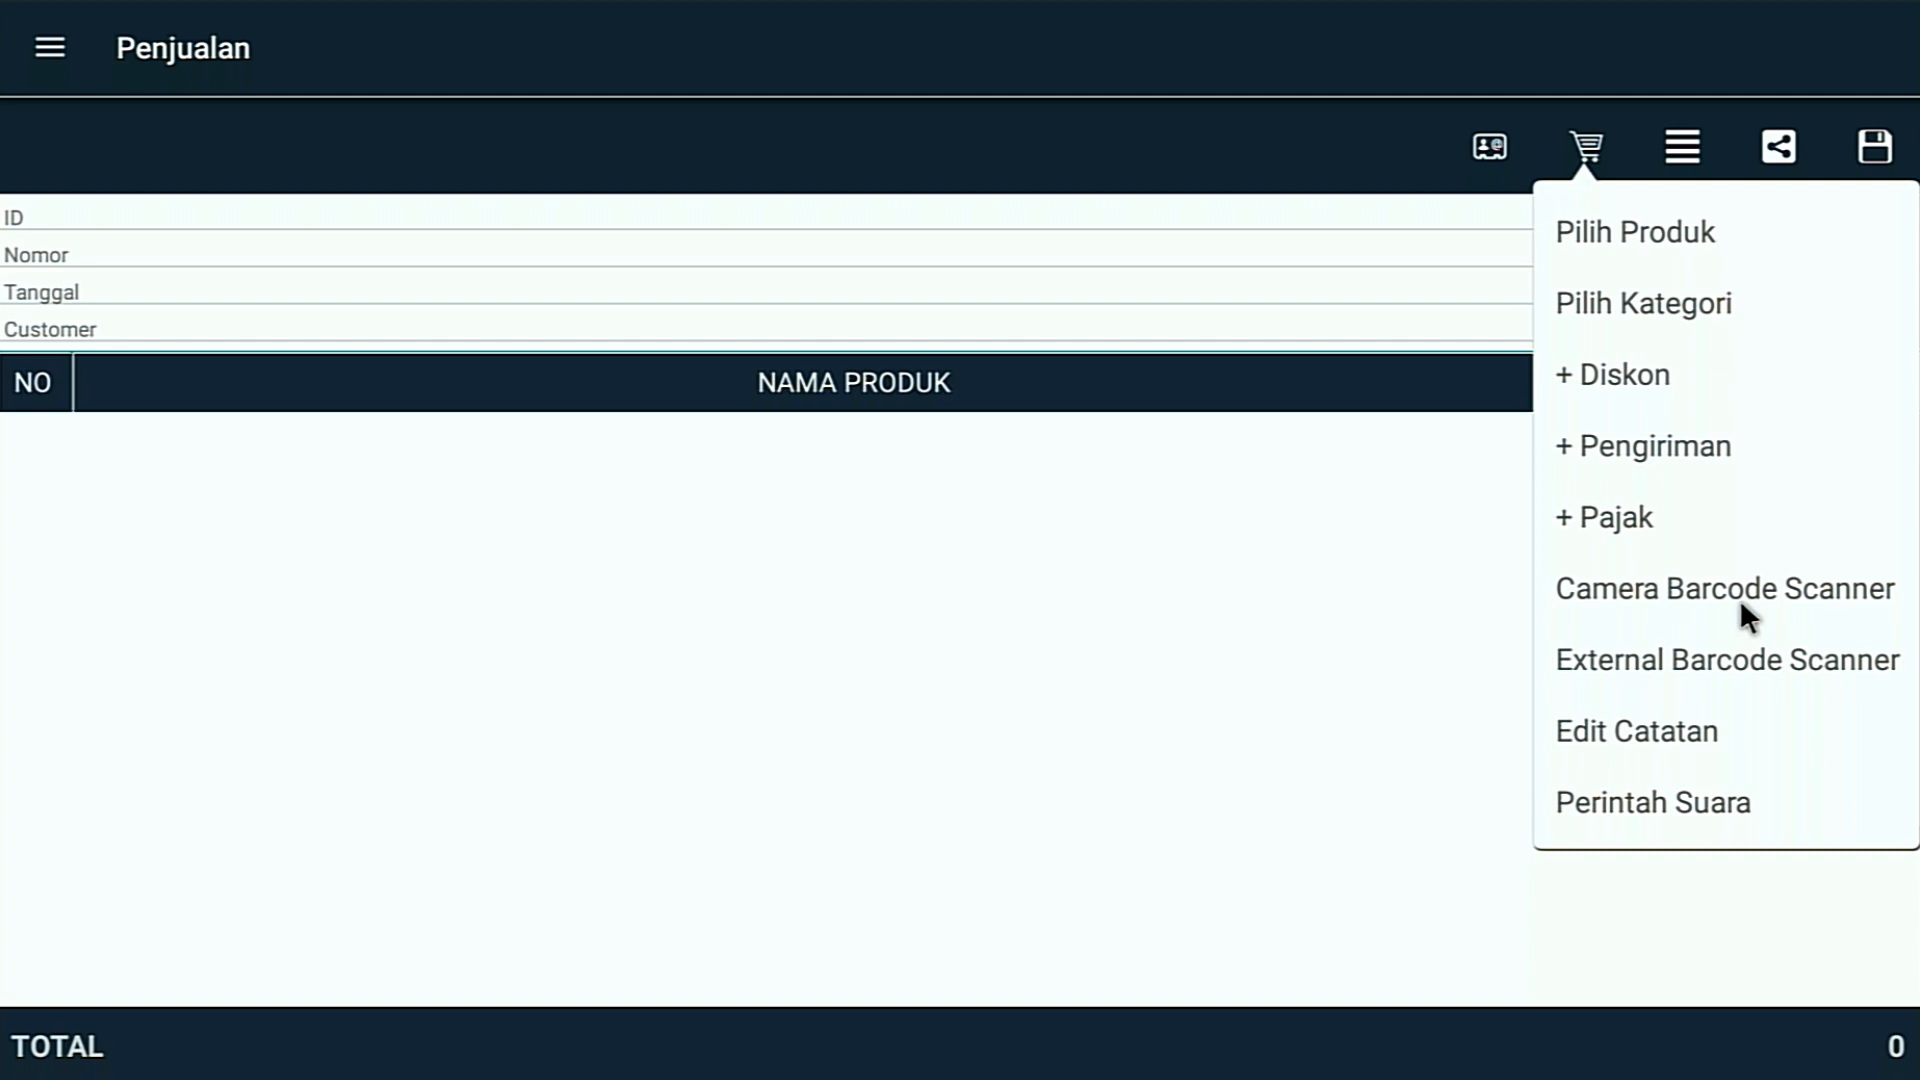 Penjualan
ID
Nomor
Tanggal
Customer
NO
NAMA PRODUK
Pilih Produk
Pilih Kategori
+ Diskon
+ Pengiriman
+ Pajak
Camera Barcode Scanner
External Barcode Scanner
Edit Catatan
Perintah Suara
TOTAL
0